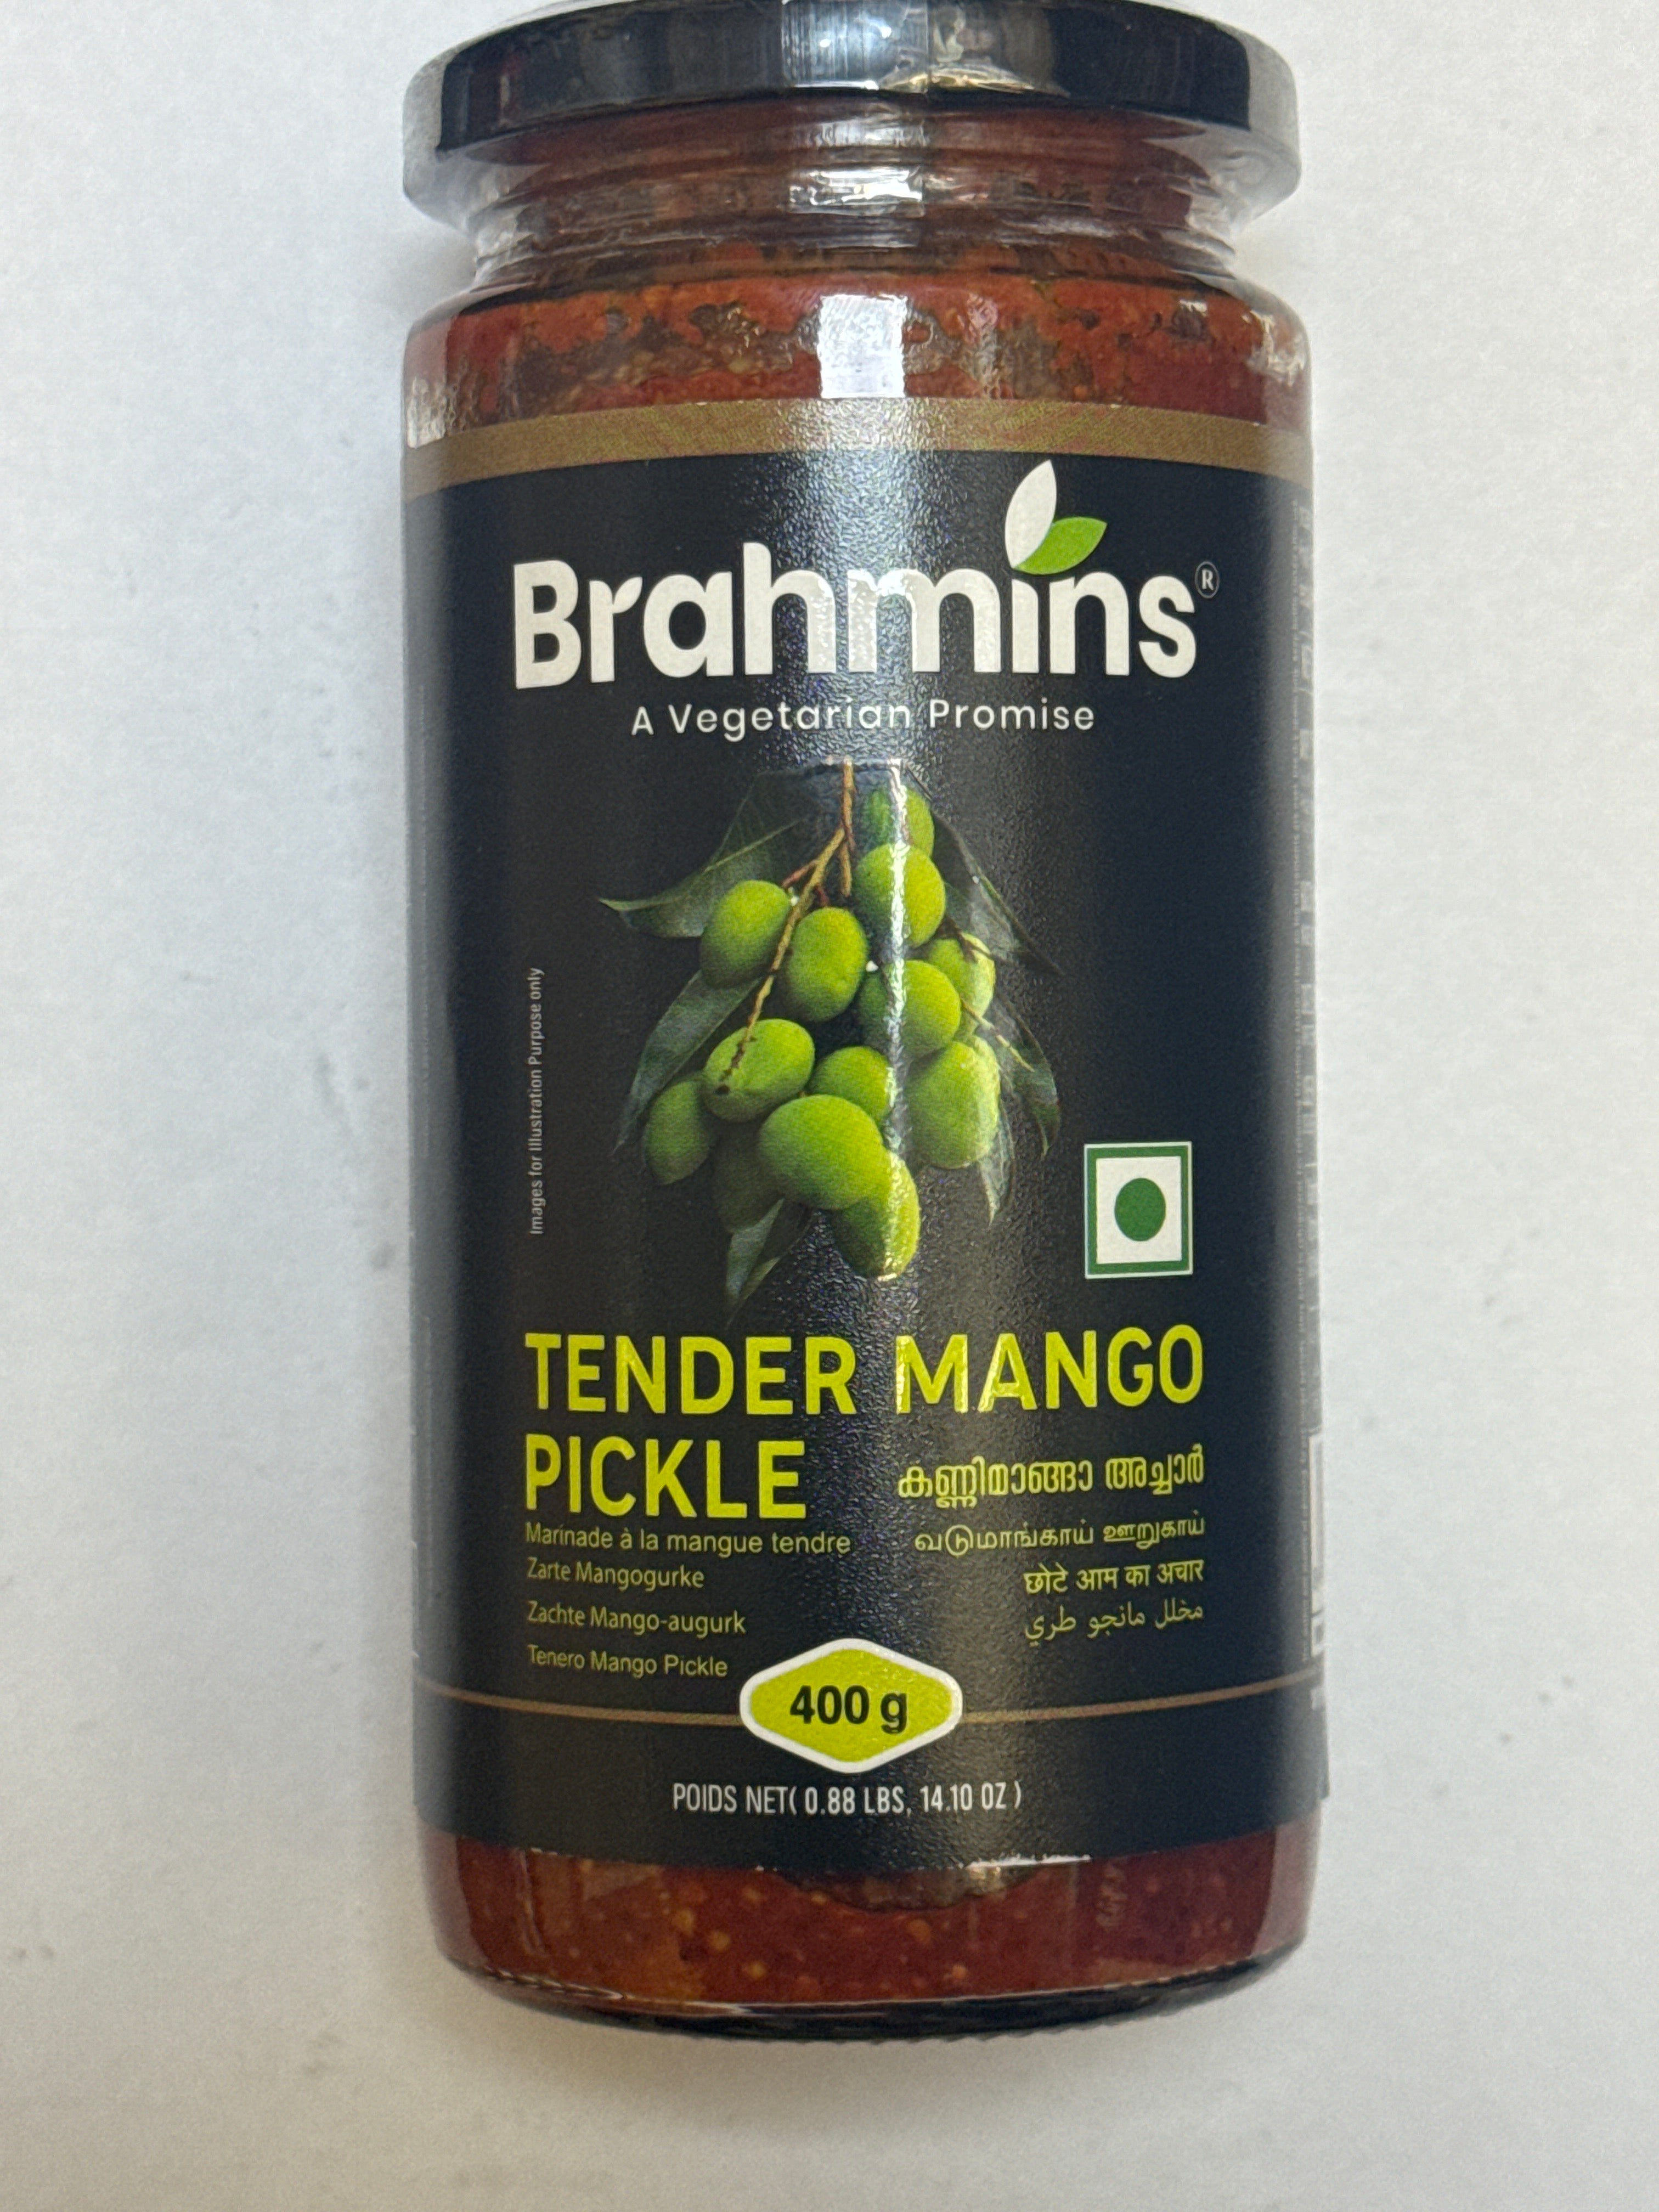 Brahmins®
A Vegetarian Promise
Images for Illustration Purpose only
TENDER MANGO
PICKLE
Marinade à la mangue tendre
Zarte Mangogurke
Zachte Mango-augurk
Tenero Mango Pickle
കണ്ണിമാങ്ങാ അച്ചാർ
வடுமாங்காய் ஊறுகாய்
छोटे आम का अचार
مخلل مانجو طري
400 g
POIDS NET( 0.88 LBS, 14.10 OZ )